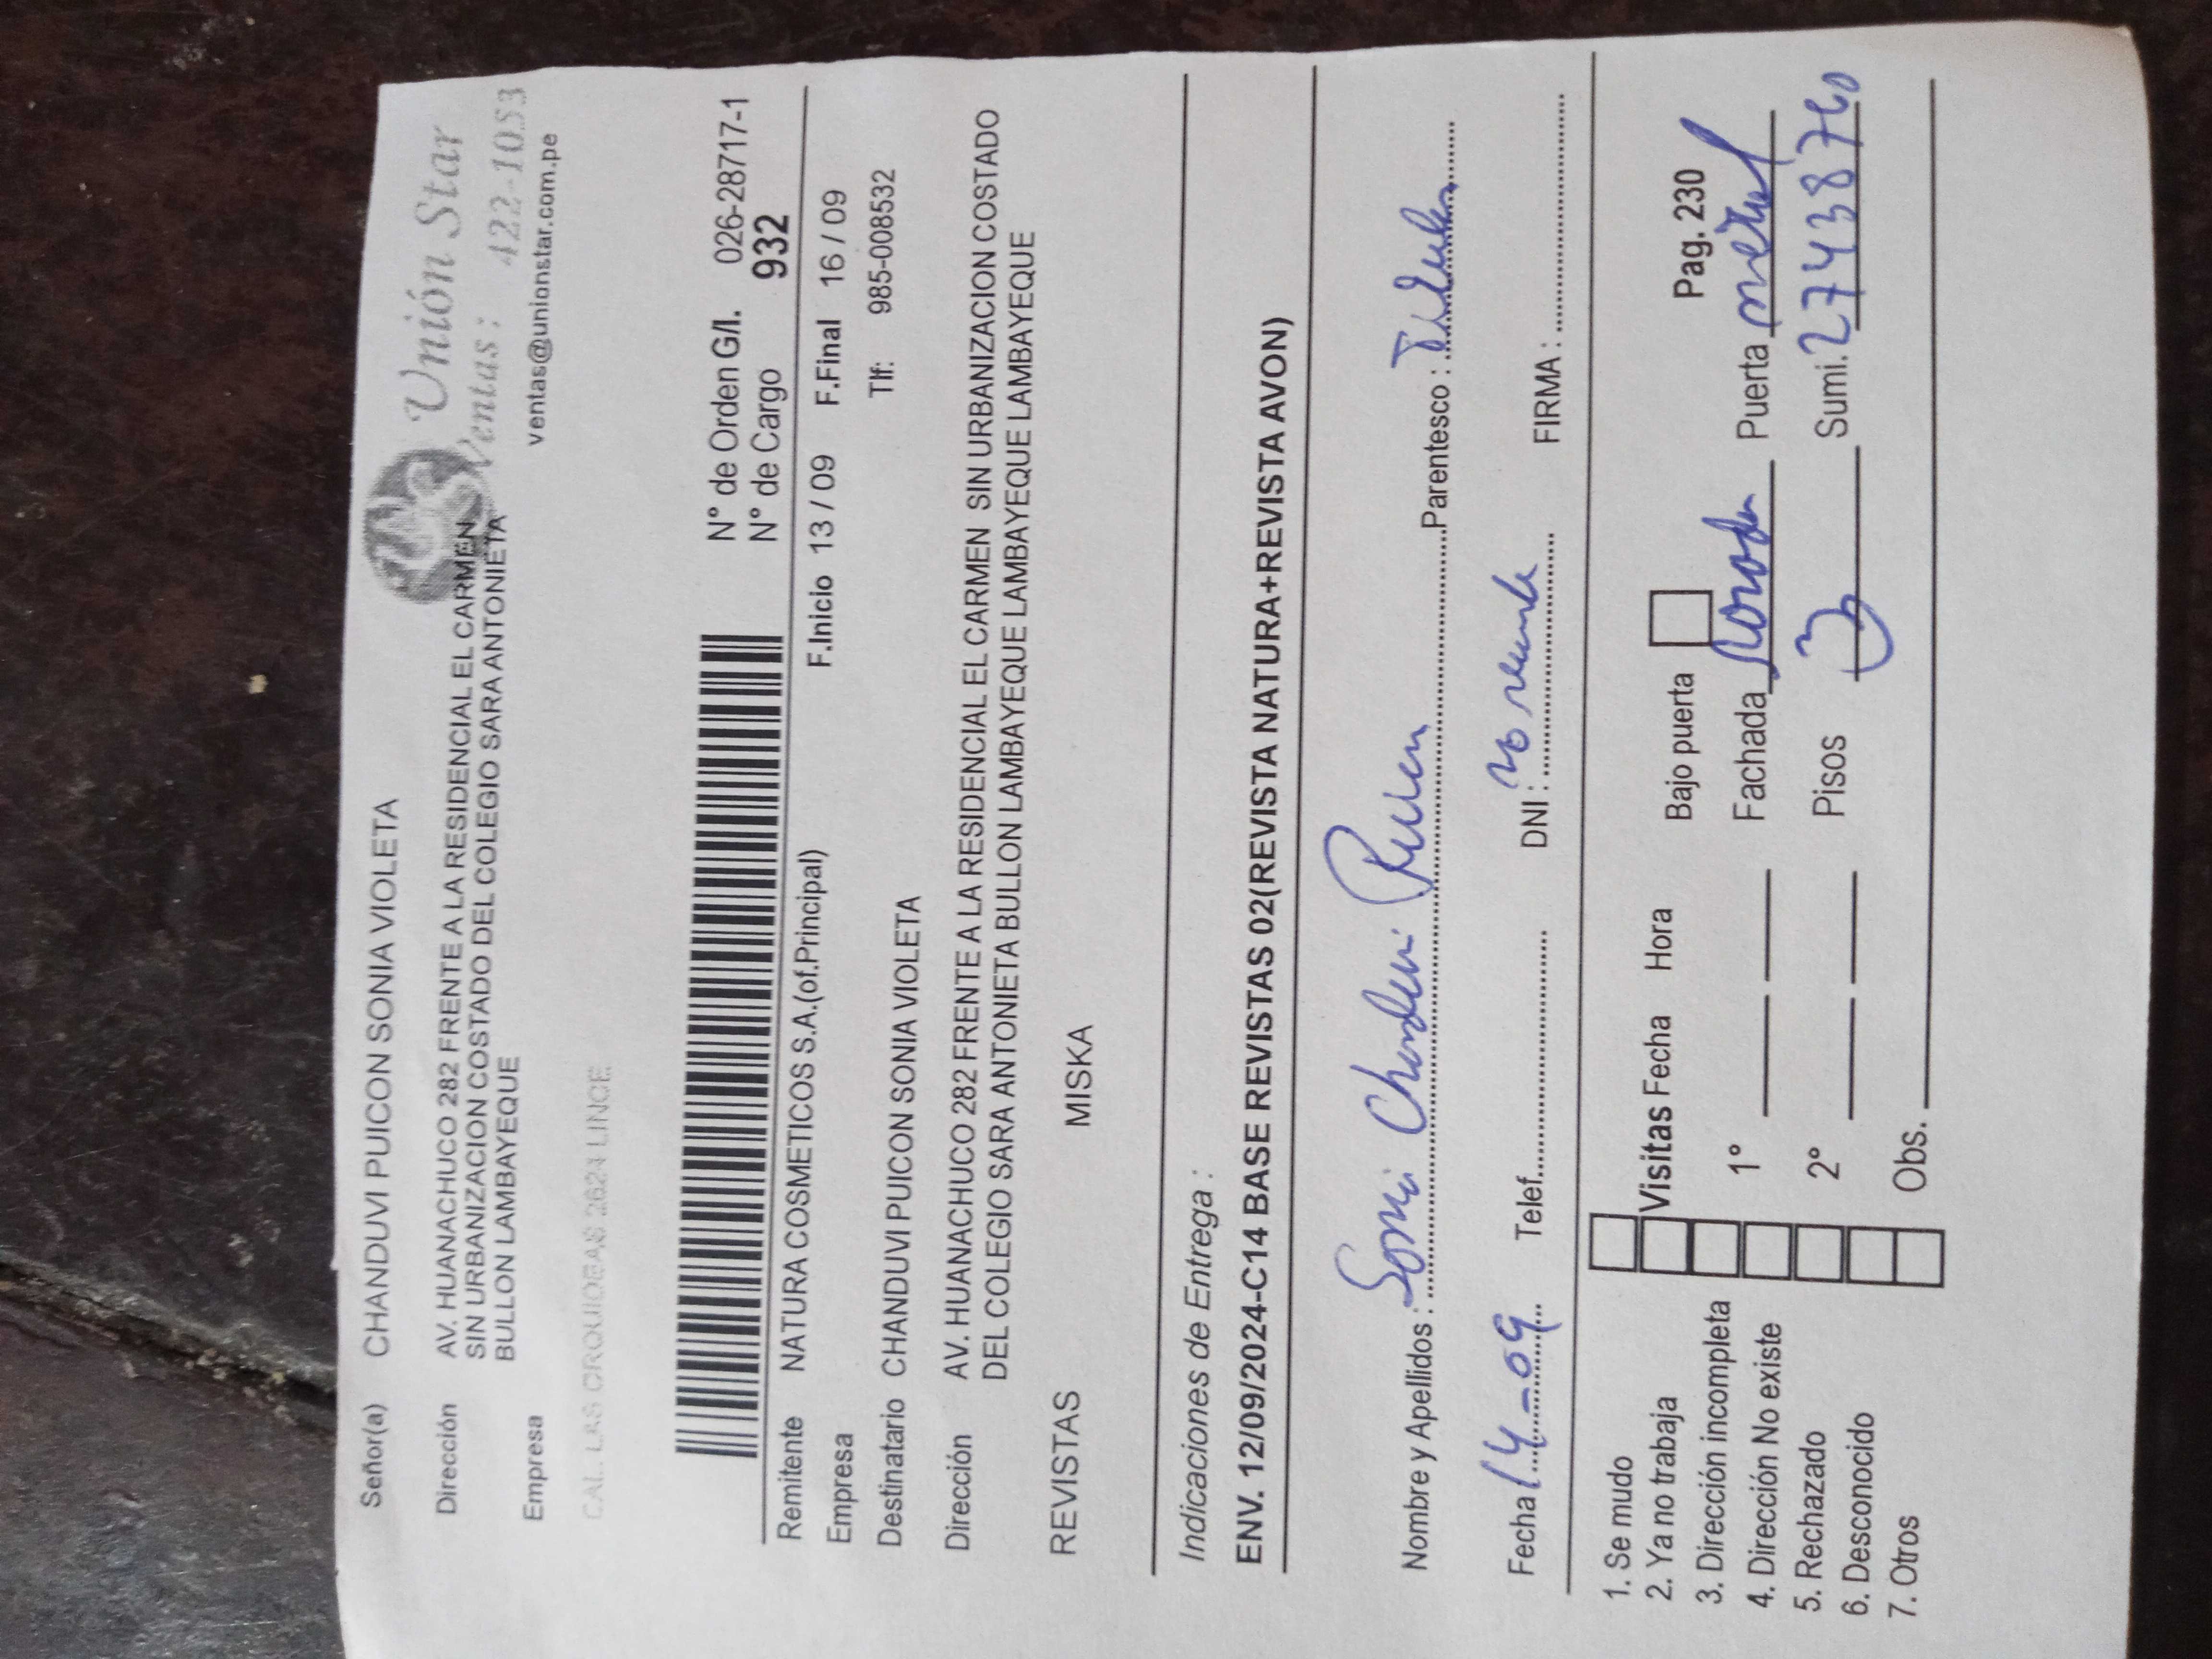 Señor(a) CHANDUVI PUICON SONIA VIOLETA
Unión Star
Ventas: 422-1053
ventas@unionstar.com.pe
Dirección AV. HUANACHUCO 282 FRENTE A LA RESIDENCIAL EL CARMEN
SIN URBANIZACION COSTADO DEL COLEGIO SARA ANTONIETA
BULLON LAMBAYEQUE
Empresa
CAL. LAS ORQUIDEAS 2621 LINCE
N° de Orden G/I. 026-28717-1
N° de Cargo 932
Remitente NATURA COSMETICOS S.A.(of.Principal) F.Inicio 13 / 09 F.Final 16 / 09
Empresa
Tlf: 985-008532
Destinatario CHANDUVI PUICON SONIA VIOLETA
Dirección AV. HUANACHUCO 282 FRENTE A LA RESIDENCIAL EL CARMEN SIN URBANIZACION COSTADO
DEL COLEGIO SARA ANTONIETA BULLON LAMBAYEQUE LAMBAYEQUE LAMBAYEQUE
REVISTAS MISKA
Indicaciones de Entrega :
ENV. 12/09/2024-C14 BASE REVISTAS 02(REVISTA NATURA+REVISTA AVON)
Nombre y Apellidos : Sonia Chanduvi Puicon Parentesco :
Fecha 14-09 Telef. DNI : no recuerda FIRMA :
1. Se mudo
2. Ya no trabaja
3. Dirección incompleta
4. Dirección No existe
5. Rechazado
6. Desconocido
7. Otros
Visitas Fecha Hora
1°
2°
Obs.
Bajo puerta Pag. 230
Fachada Puerta metal
Pisos 3 Sumi. 27438760